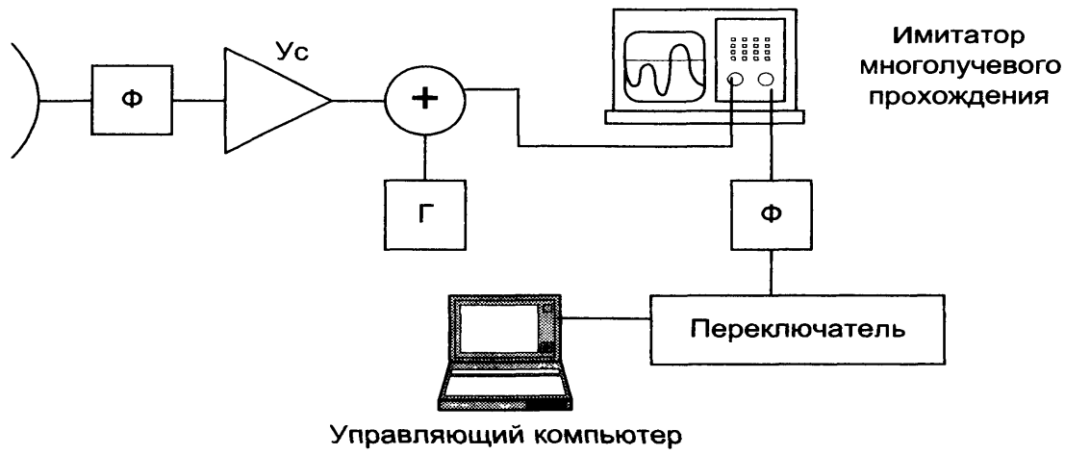 Ус
Имитатор
многолучевого
прохождения
Ф
+
Г
Ф
Переключатель
Управляющий компьютер